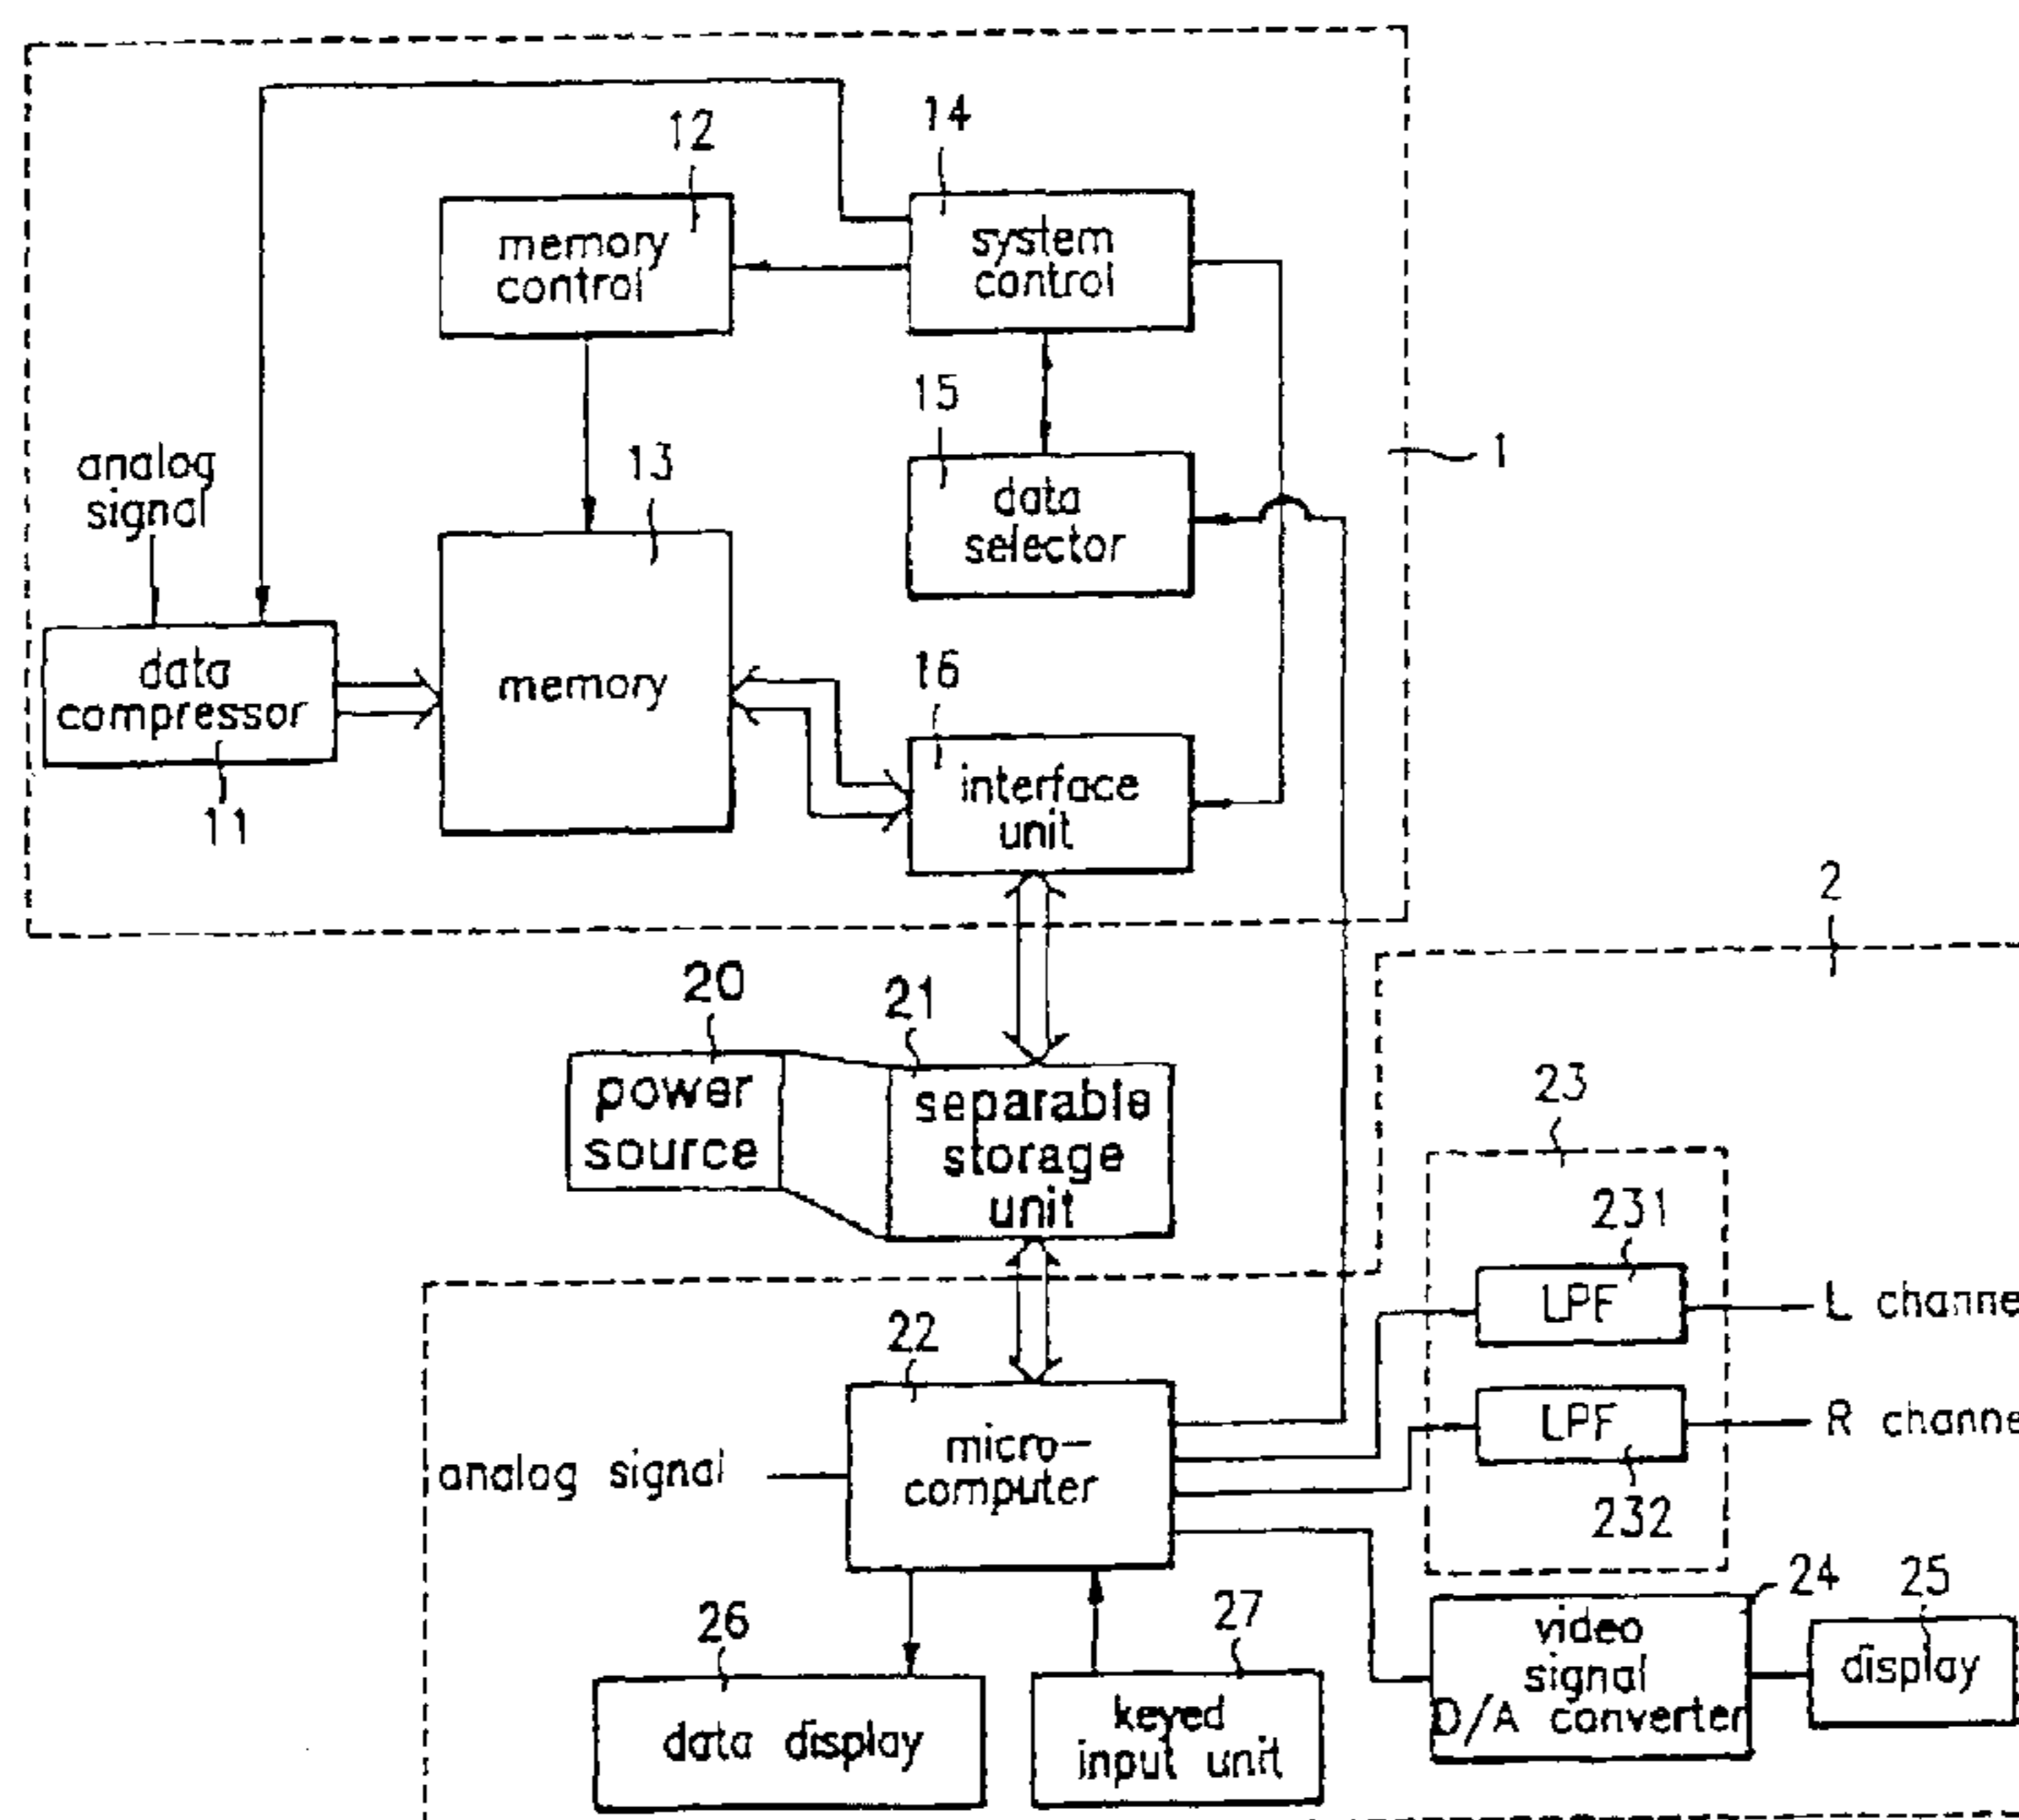 12
14
memory
control
system
control
15
13
analog
signal
data
selector
1
data
compressor
memory
16
interface
unit
11
2
20
21
power
source
separable
storage
unit
23
231
LPF
L channe
22
LPF
R channe
micro-
computer
analog signal
232
24
25
26
27
video
signal
D/A converter
display
data display
keyed
input unit